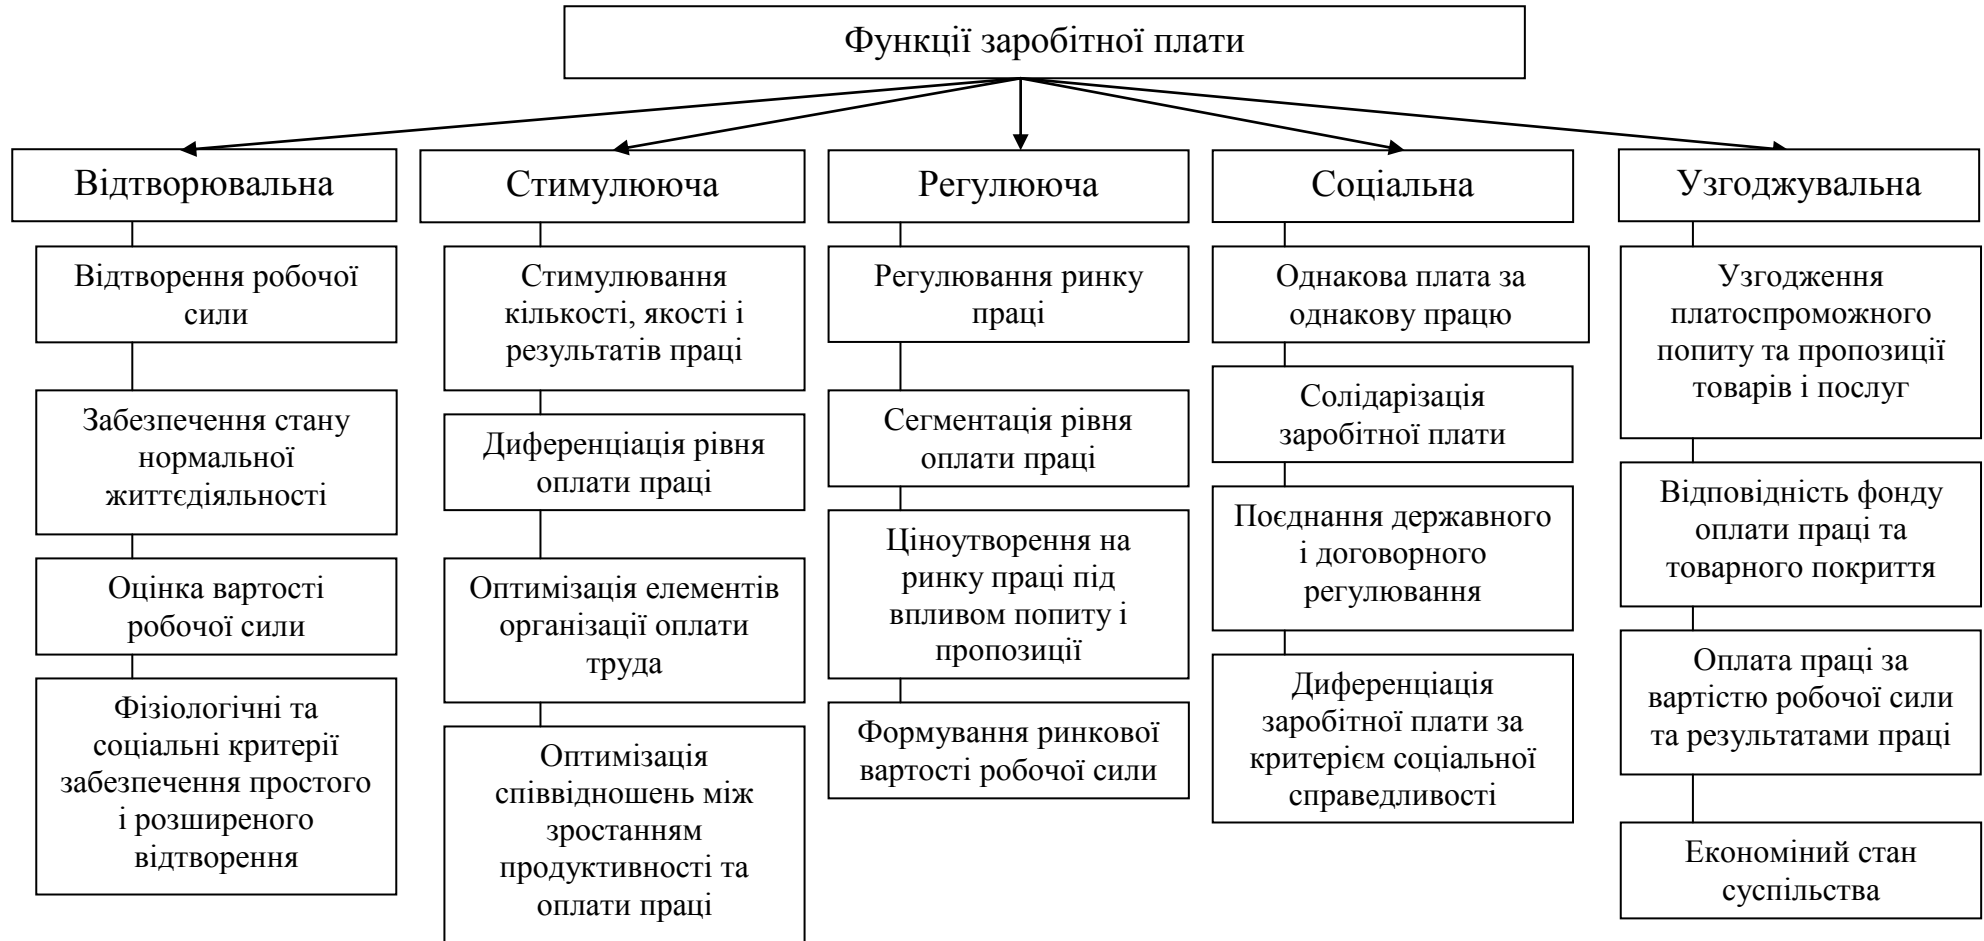 Функції заробітної плати
Відтворювальна
Стимулююча
Регулююча
Соціальна
Узгоджувальна
Відтворення робочої
сили
Забезпечення стану
нормальної
життєдіяльності
Оцінка вартості
робочої сили
Фізіологічні та
соціальні критерії
забезпечення простого
і розширеного
відтворення
Стимулювання
кількості, якості і
результатів праці
Диференціація рівня
оплати праці
Оптимізація елементів
організації оплати
труда
Оптимізація
співвідношень між
зростанням
продуктивності та
оплати праці
Регулювання ринку
праці
Сегментація рівня
оплати праці
Ціноутворення на
ринку праці під
впливом попиту і
пропозиції
Формування ринкової
вартості робочої сили
Однакова плата за
однакову працю
Солідаризація
заробітної плати
Поєднання державного
і договорного
регулювання
Диференціація
заробітної плати за
критерієм соціальної
справедливості
Узгодження
платоспроможного
попиту та пропозиції
товарів і послуг
Відповідність фонду
оплати праці та
товарного покриття
Оплата праці за
вартістю робочої сили
та результатами праці
Економіний стан
суспільства